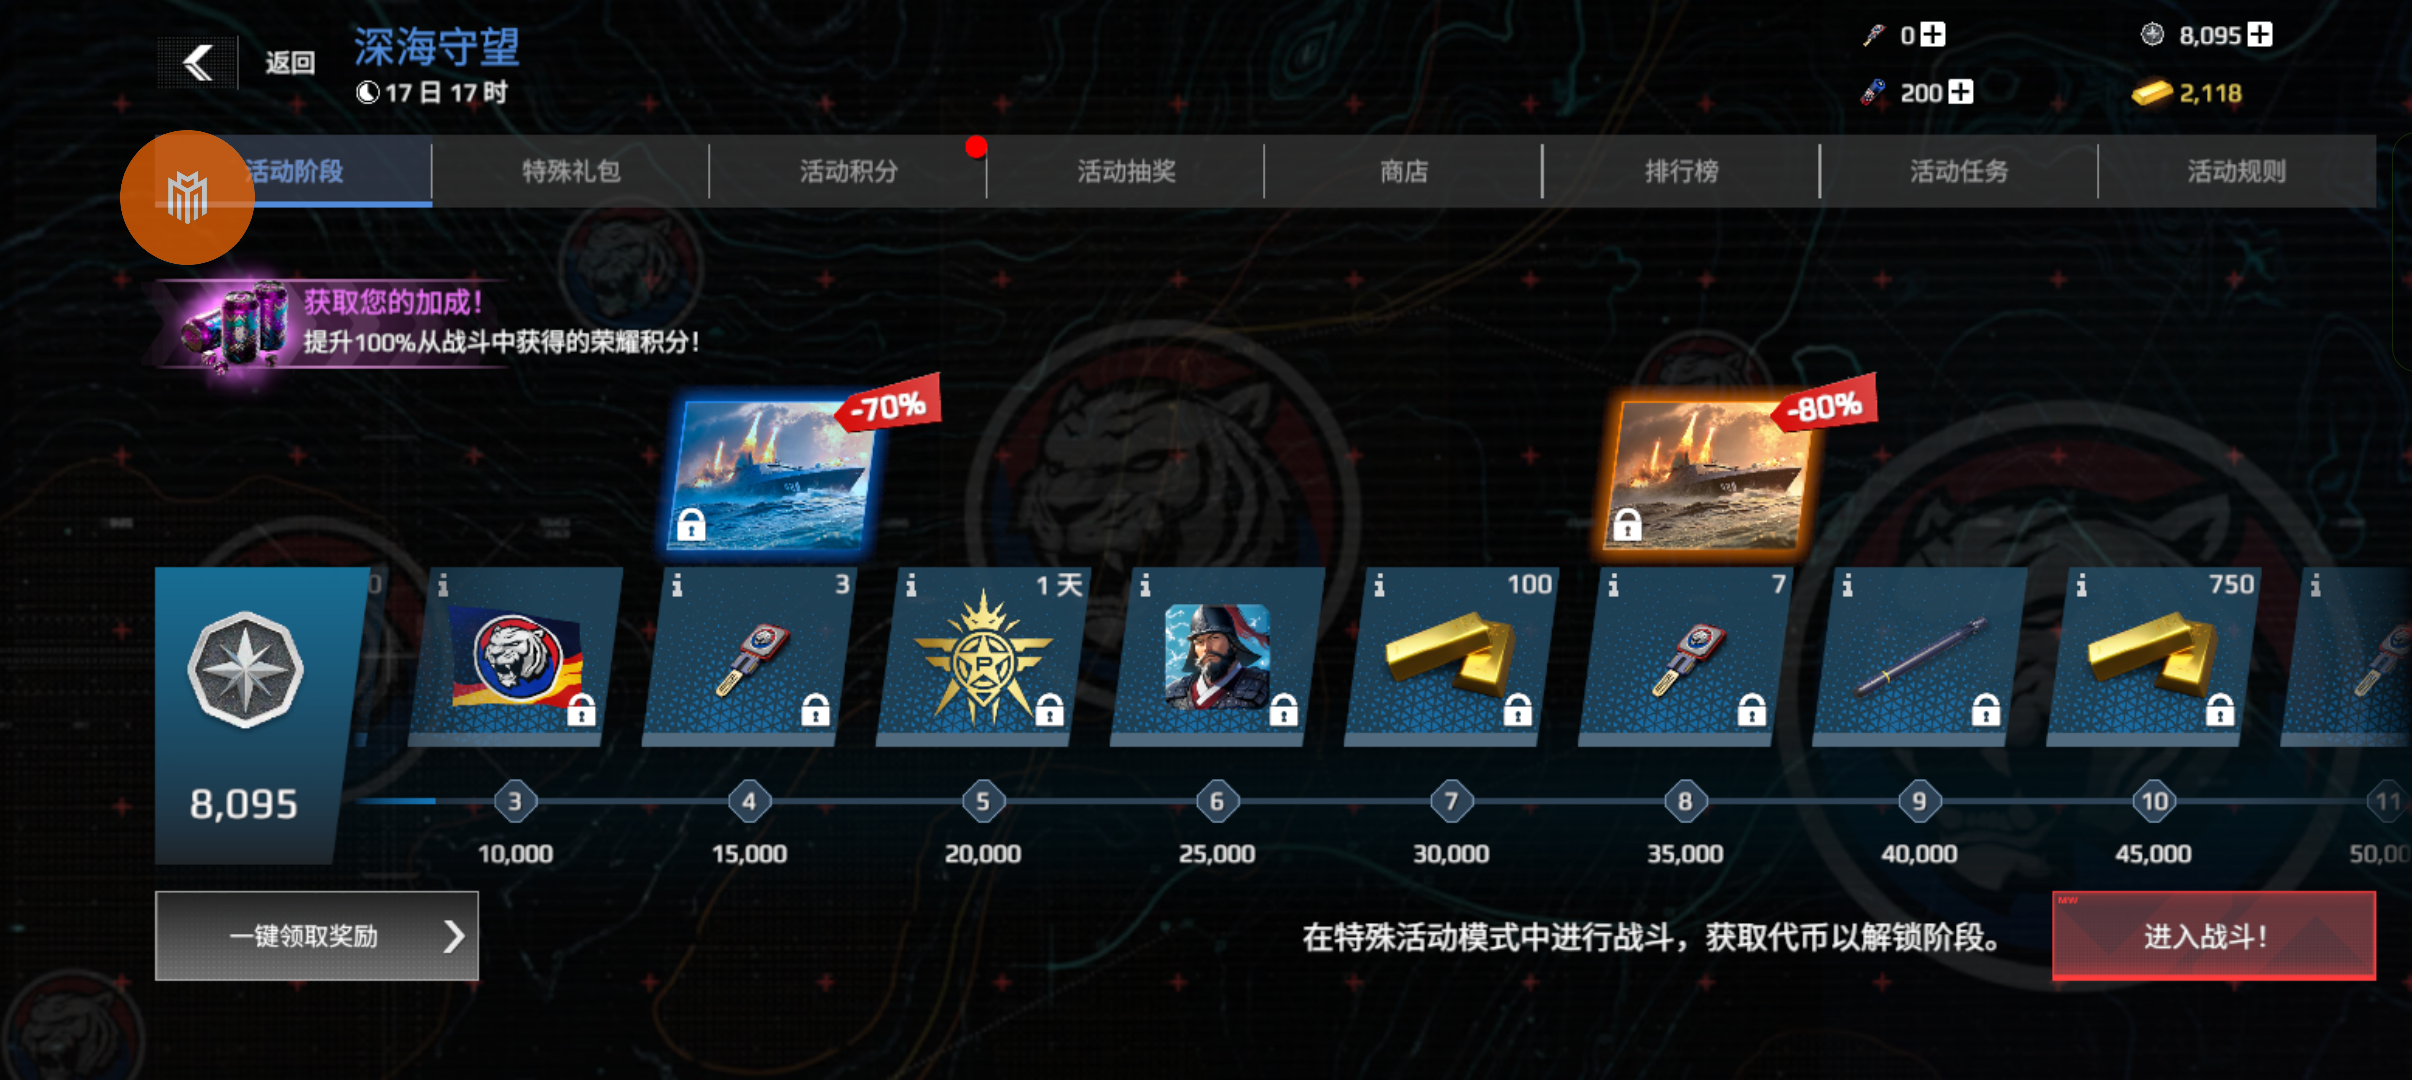 返回
深海守望
17 日 17 时
0
8,095
200
2,118
活动阶段
特殊礼包
活动积分
活动抽奖
商店
排行榜
活动任务
活动规则
获取您的加成！
提升100%从战斗中获得的荣耀积分！
-70%
-80%
0
3
1 天
100
7
750
P
8,095
3
4
5
6
7
8
9
10
11
10,000
15,000
20,000
25,000
30,000
35,000
40,000
45,000
50,00
一键领取奖励
在特殊活动模式中进行战斗，获取代币以解锁阶段。
MW
进入战斗！